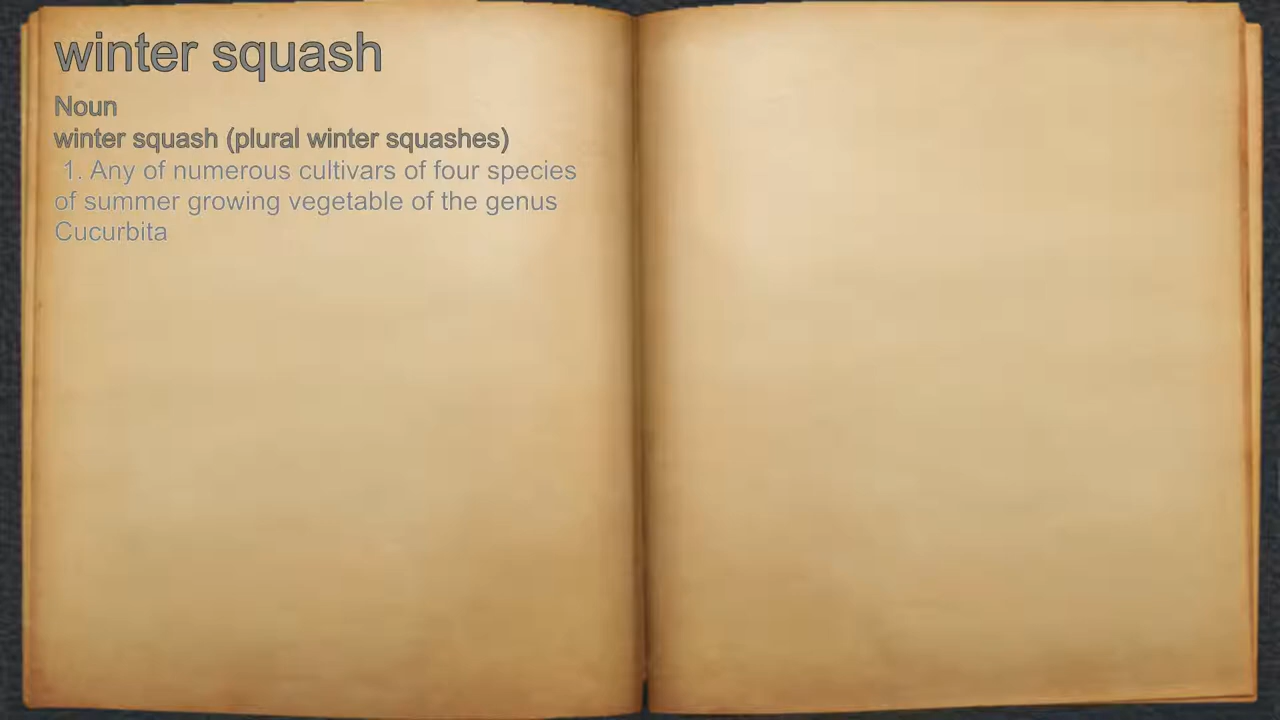 winter squash
Noun
winter squash (plural winter squashes)
1. Any of numerous cultivars of four species
of summer growing vegetable of the genus
Cucurbita